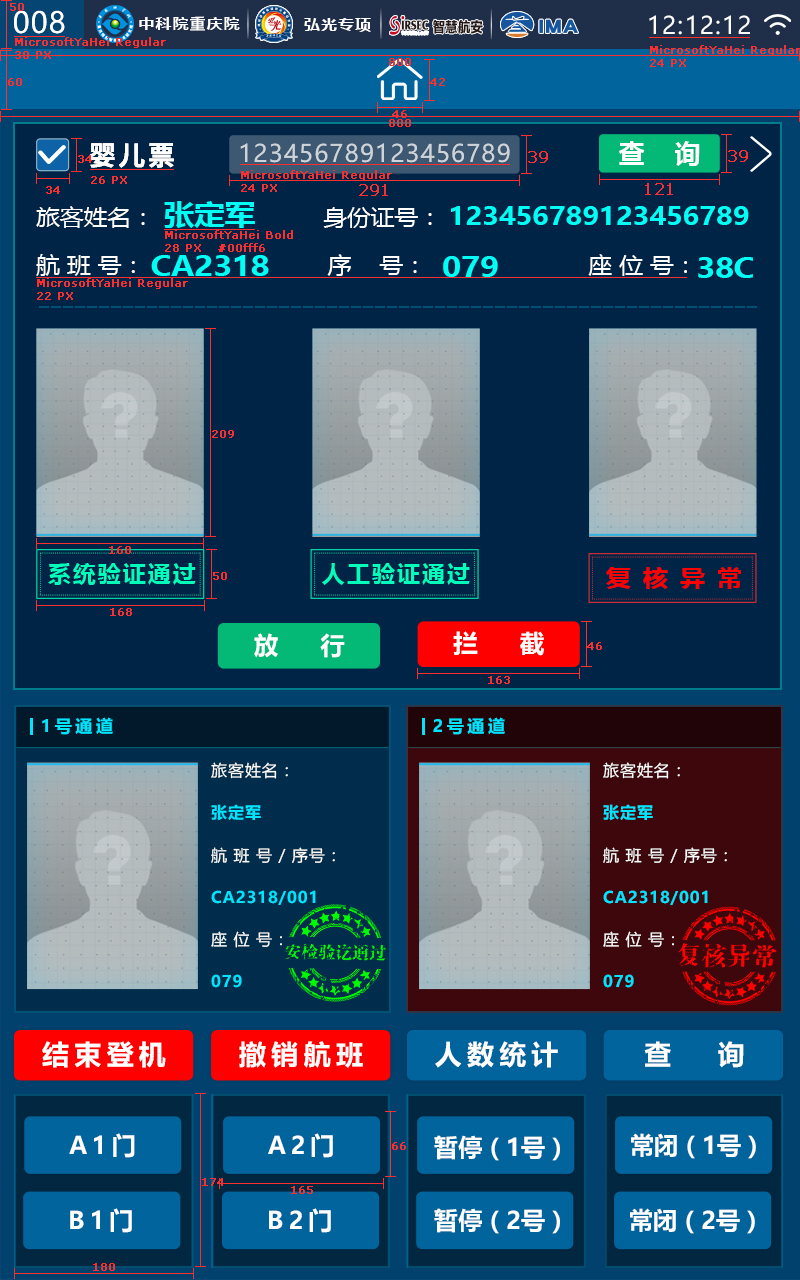 008 中科院重庆院 弘光专项 SiRSEC 智慧航安 IMA 12:12:12
50
MicrosoftYaHei Regular
30 PX
MicrosoftYaHei Regular
24 PX
800
60
42
46
800
34
婴儿票 123456789123456789 查 询
34
26 PX
MicrosoftYaHei Regular
24 PX
291
39
121
39
旅客姓名： 张定军 身份证号： 123456789123456789
MicrosoftYaHei Bold
28 PX #00fff6
航班号： CA2318 序 号： 079 座位号： 38C
MicrosoftYaHei Regular
22 PX
?
?
?
209
160
系统验证通过 人工验证通过 复核异常
50
168
放 行 拦 截
46
163
1号通道
旅客姓名：
张定军
航班号/序号：
CA2318/001
座位号：
079
?
安检验讫通过
2号通道
旅客姓名：
张定军
航班号/序号：
CA2318/001
座位号：
079
?
复核异常
结束登机 撤销航班 人数统计 查 询
A1门 A2门 暂停（1号） 常闭（1号）
66
174
165
B1门 B2门 暂停（2号） 常闭（2号）
180